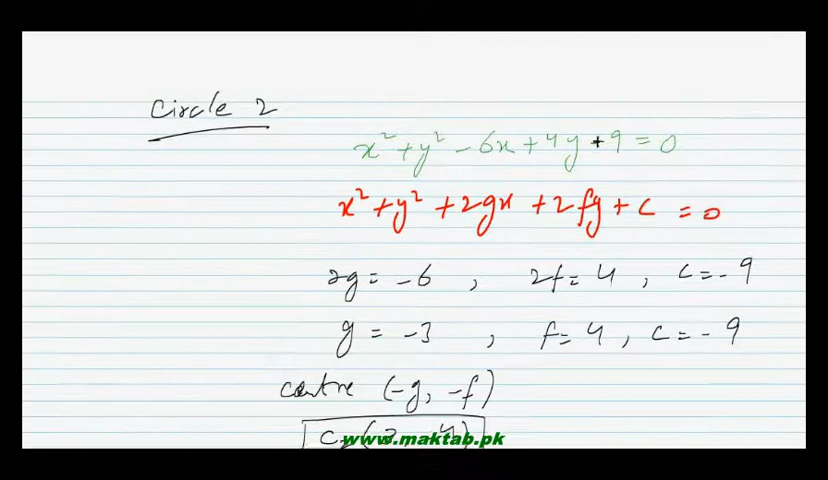 Circle 2
x² + y² - 6x + 4y + 9 = 0
x² + y² + 2gx + 2fy + c = 0
2g = -6 , 2f = 4 , c = -9
g = -3 , f = 4 , c = -9
centre (-g, -f)
www.maktab.pk